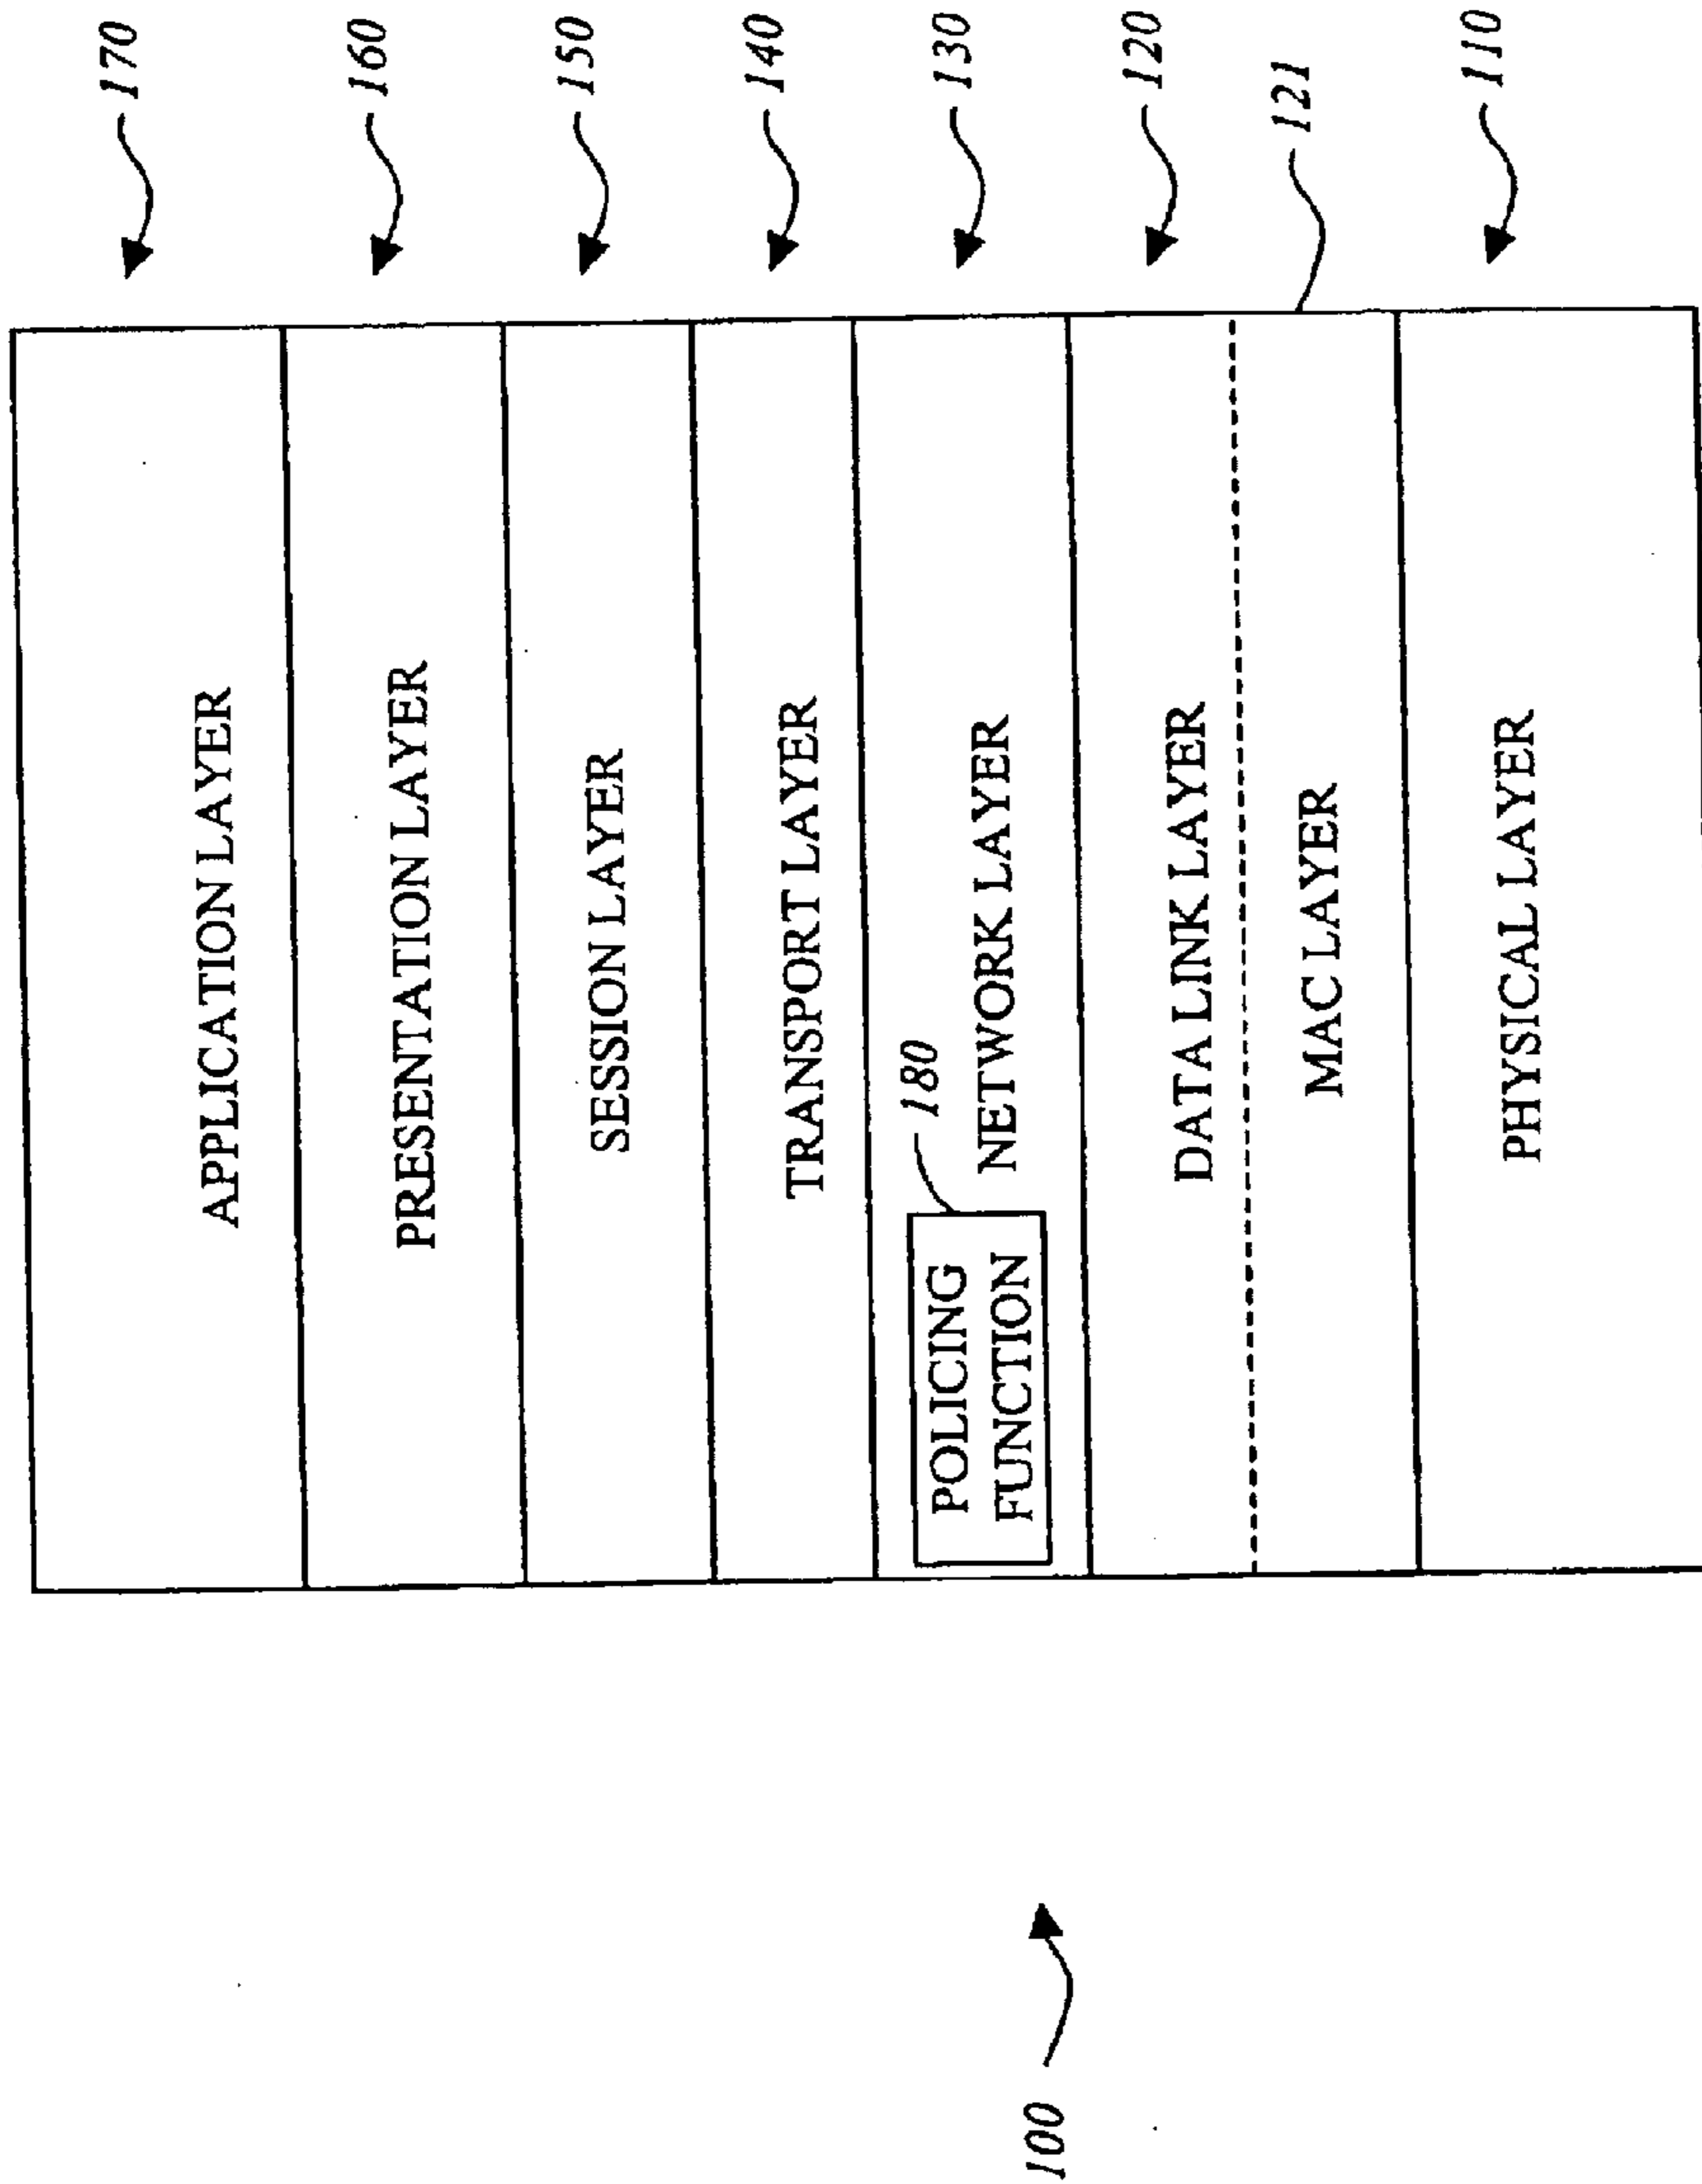 APPLICATION LAYER
170
PRESENTATION LAYER
160
SESSION LAYER
150
TRANSPORT LAYER
140
POLICING
FUNCTION
180
NETWORK LAYER
130
DATA LINK LAYER
120
MAC LAYER
121
PHYSICAL LAYER
110
100